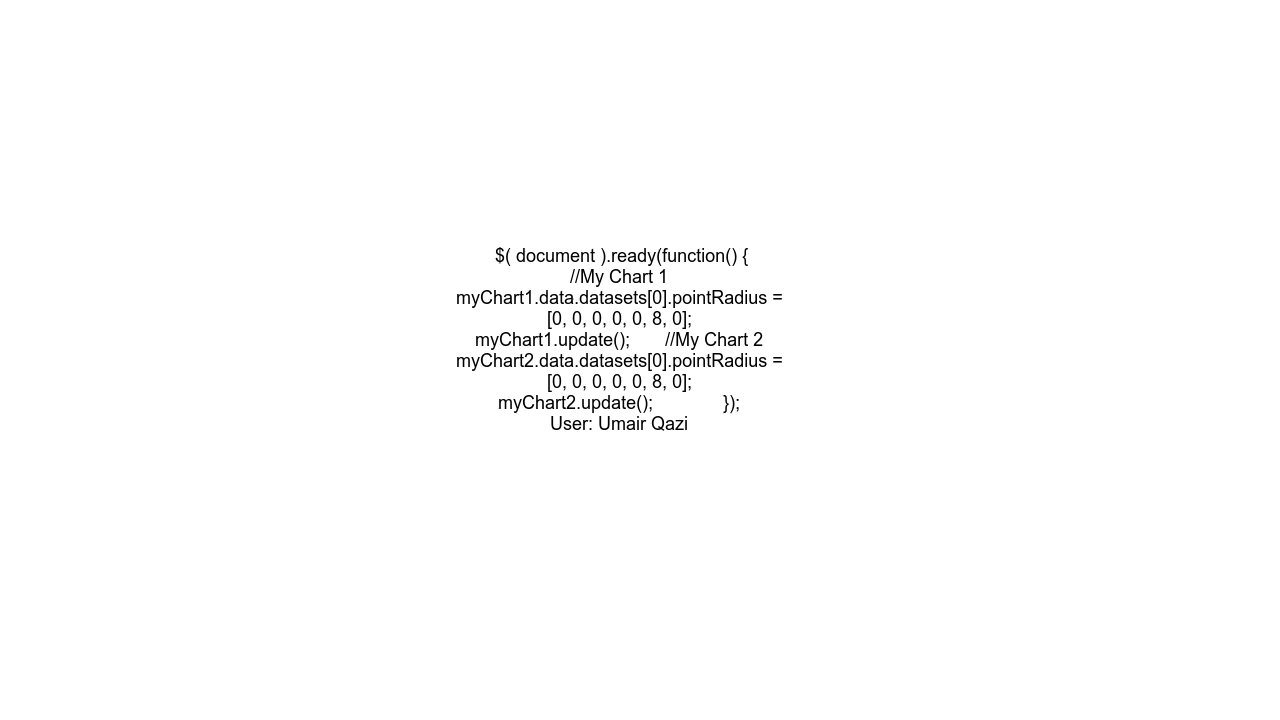 $( document ).ready(function() {
//My Chart 1
myChart1.data.datasets[0].pointRadius =
[0, 0, 0, 0, 0, 8, 0];
myChart1.update();       //My Chart 2
myChart2.data.datasets[0].pointRadius =
[0, 0, 0, 0, 0, 8, 0];
myChart2.update();              });
User: Umair Qazi